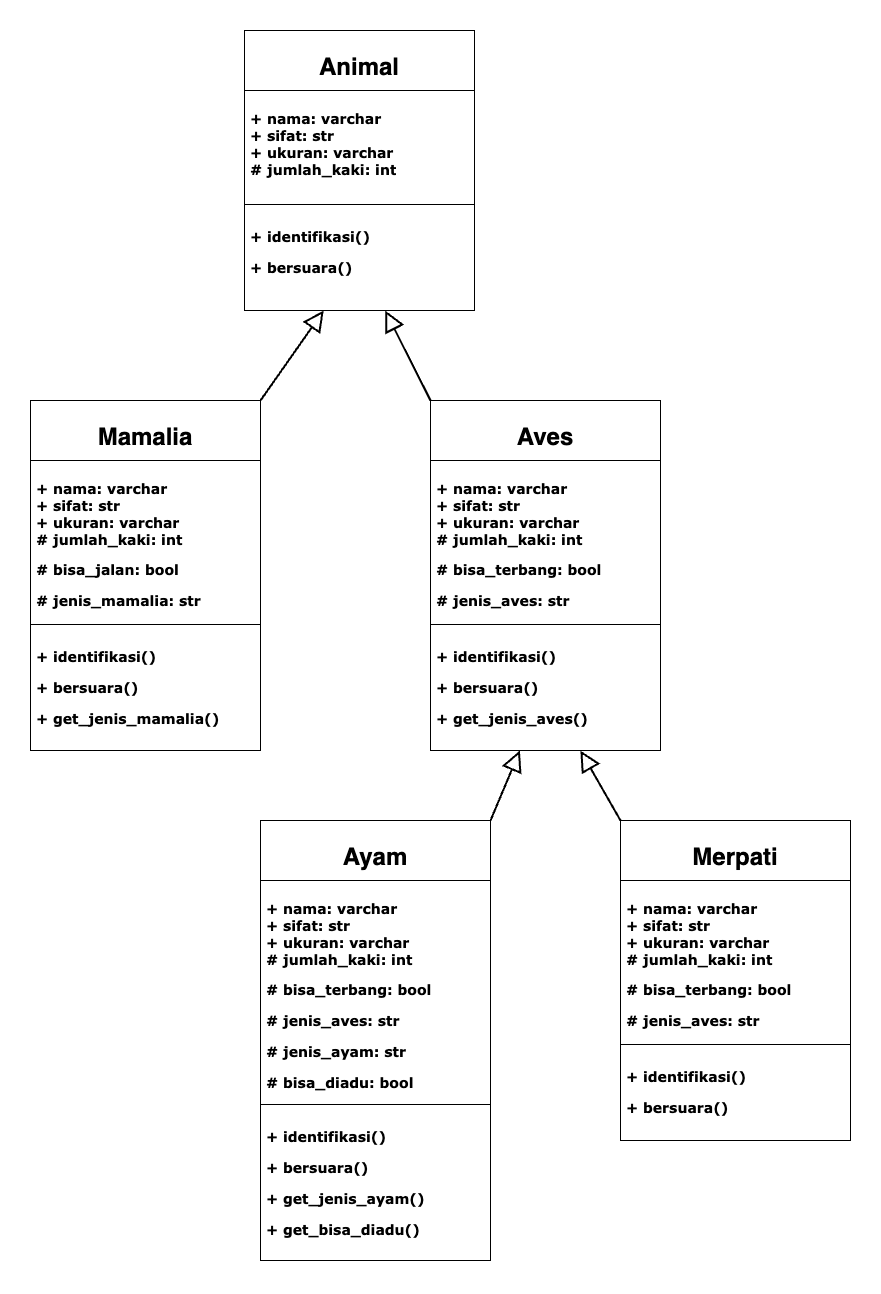 Animal
+ nama: varchar
+ sifat: str
+ ukuran: varchar
# jumlah_kaki: int
+ identifikasi()
+ bersuara()
Mamalia
+ nama: varchar
+ sifat: str
+ ukuran: varchar
# jumlah_kaki: int
# bisa_jalan: bool
# jenis_mamalia: str
+ identifikasi()
+ bersuara()
+ get_jenis_mamalia()
Aves
+ nama: varchar
+ sifat: str
+ ukuran: varchar
# jumlah_kaki: int
# bisa_terbang: bool
# jenis_aves: str
+ identifikasi()
+ bersuara()
+ get_jenis_aves()
Ayam
+ nama: varchar
+ sifat: str
+ ukuran: varchar
# jumlah_kaki: int
# bisa_terbang: bool
# jenis_aves: str
# jenis_ayam: str
# bisa_diadu: bool
+ identifikasi()
+ bersuara()
+ get_jenis_ayam()
+ get_bisa_diadu()
Merpati
+ nama: varchar
+ sifat: str
+ ukuran: varchar
# jumlah_kaki: int
# bisa_terbang: bool
# jenis_aves: str
+ identifikasi()
+ bersuara()